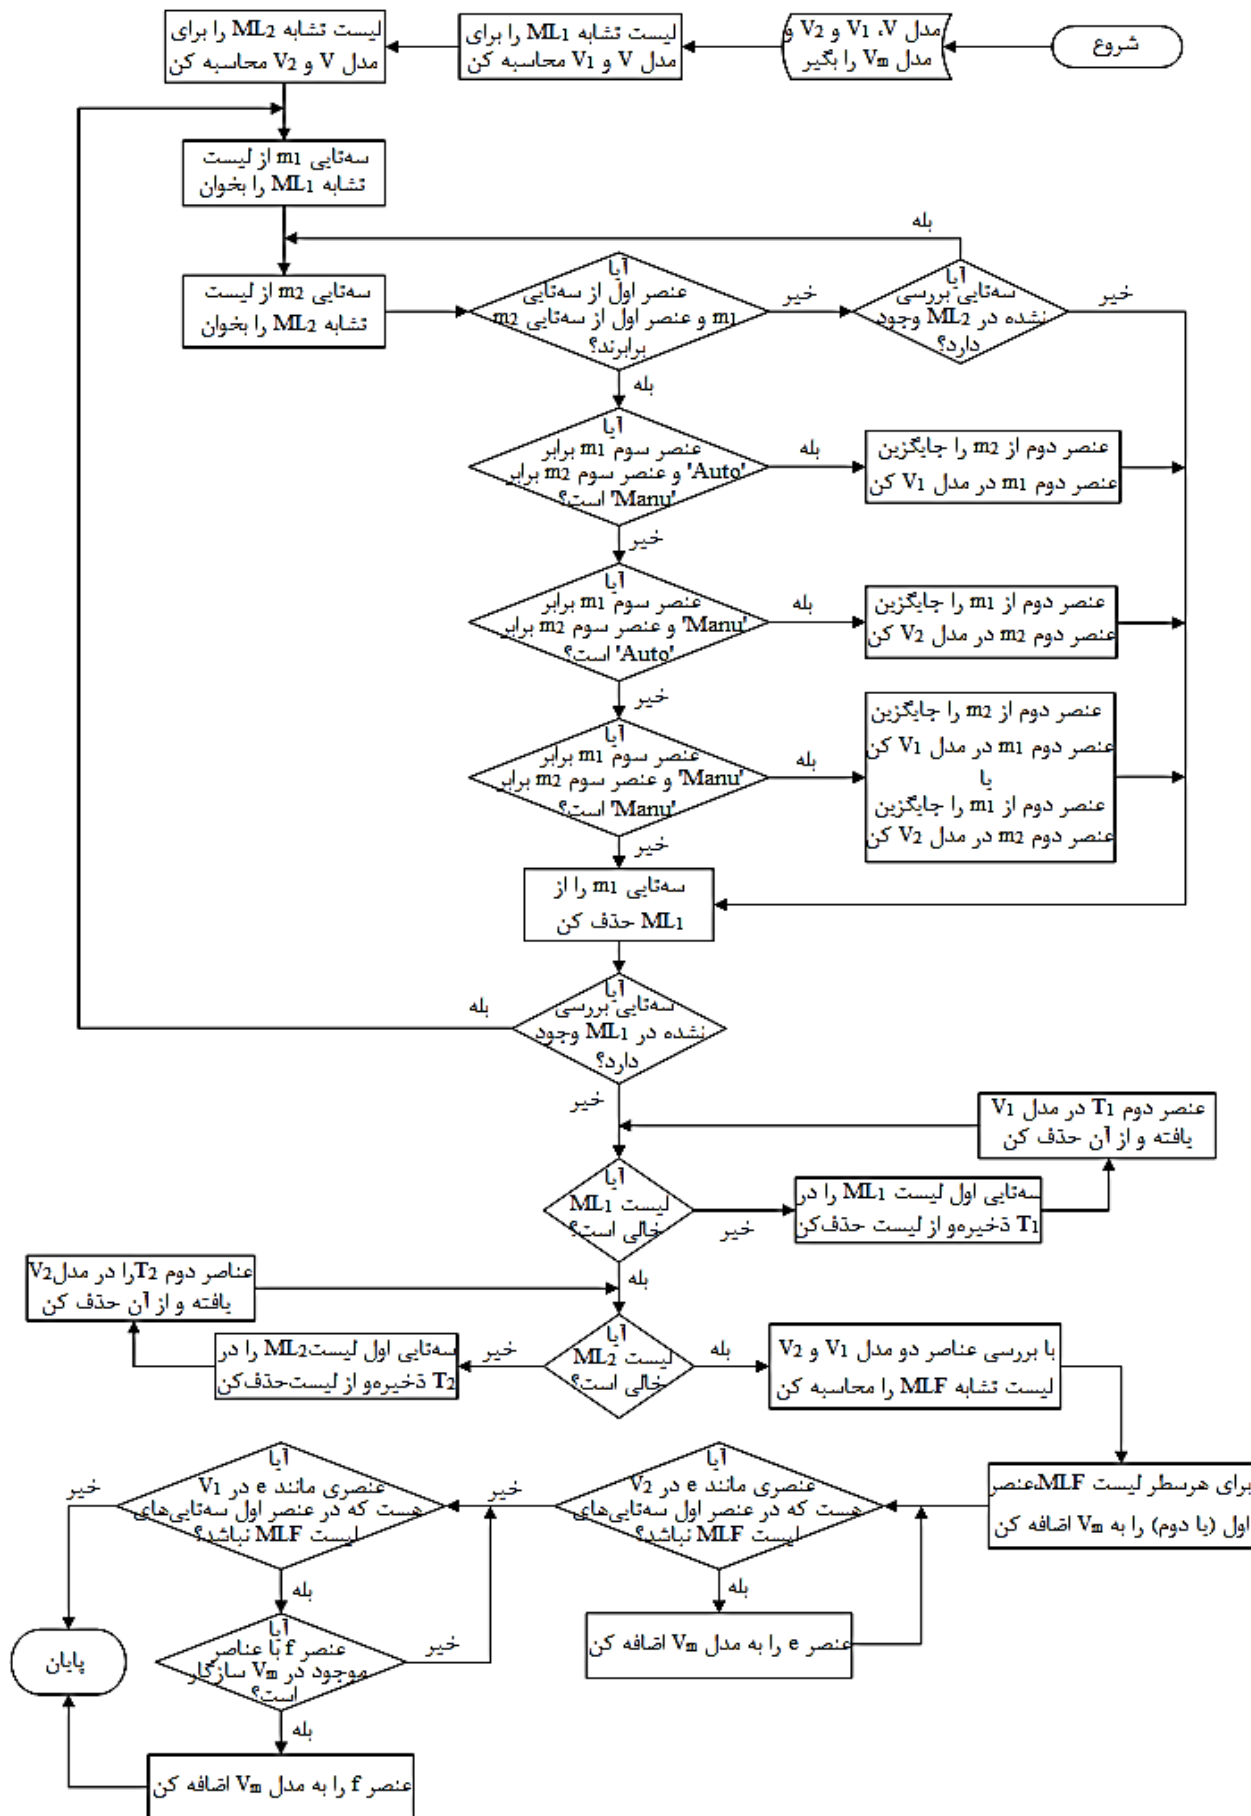 شروع
مدل V، V1 و V2 و
مدل Vm را بگیر
لیست تشابه ML1 را برای
مدل V و V1 محاسبه کن
لیست تشابه ML2 را برای
مدل V و V2 محاسبه کن
سه‌تایی m1 از لیست
تشابه ML1 را بخوان
بله
سه‌تایی m2 از لیست
تشابه ML2 را بخوان
آیا
عنصر اول از سه‌تایی
m1 و عنصر اول از سه‌تایی m2
برابرند؟
خیر
آیا
سه‌تایی بررسی
نشده در ML2 وجود
دارد؟
خیر
بله
آیا
عنصر سوم m1 برابر
'Auto' و عنصر سوم m2 برابر
'Manu' است؟
بله
عنصر دوم از m2 را جایگزین
عنصر دوم m1 در مدل V1 کن
خیر
آیا
عنصر سوم m1 برابر
'Manu' و عنصر سوم m2 برابر
'Auto' است؟
بله
عنصر دوم از m1 را جایگزین
عنصر دوم m2 در مدل V2 کن
خیر
آیا
عنصر سوم m1 برابر
'Manu' و عنصر سوم m2 برابر
'Manu' است؟
بله
عنصر دوم از m2 را جایگزین
عنصر دوم m1 در مدل V1 کن
یا
عنصر دوم از m1 را جایگزین
عنصر دوم m2 در مدل V2 کن
خیر
سه‌تایی m1 را از
ML1 حذف کن
آیا
سه‌تایی بررسی
نشده در ML1 وجود
دارد؟
بله
خیر
عنصر دوم T1 در مدل V1
یافته و از آن حذف کن
آیا
لیست ML1
خالی است؟
خیر
سه‌تایی اول لیست ML1 را در
T1 ذخیره‌و از لیست حذف‌کن
بله
عناصر دوم T2را در مدلV2
یافته و از آن حذف کن
آیا
لیست ML2
خالی است؟
خیر
سه‌تایی اول لیستML2 را در
T2 ذخیره‌و از لیست‌حذف‌کن
بله
با بررسی عناصر دو مدل V1 و V2
لیست تشابه MLF را محاسبه کن
برای هرسطر لیست MLF،عنصر
اول (یا دوم) را به Vm اضافه کن
آیا
عنصری مانند e در V2
هست که در عنصر اول سه‌تایی‌های
لیست MLF نباشد؟
خیر
بله
عنصر e را به مدل Vm اضافه کن
آیا
عنصری مانند e در V1
هست که در عنصر اول سه‌تایی‌های
لیست MLF نباشد؟
خیر
بله
آیا
عنصر f با عناصر
موجود در Vm سازگار
است؟
خیر
بله
عنصر f را به مدل Vm اضافه کن
پایان